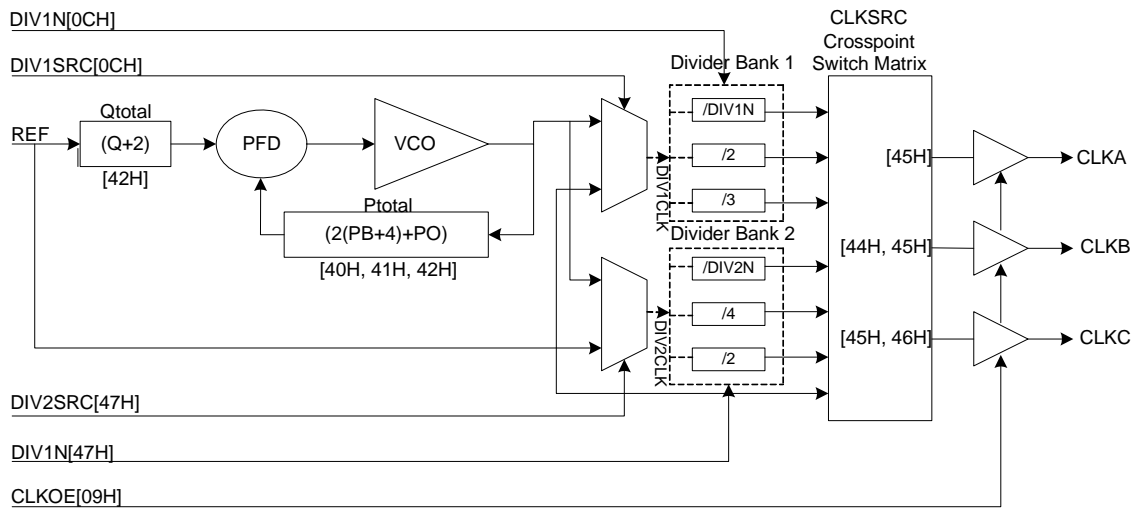 DIV1N[0CH]
CLKSRC
Crosspoint
Switch Matrix
DIV1SRC[0CH]
Divider Bank 1
Qtotal
/DIV1N
REF
(Q+2)
PFD
VCO
[42H]
/2
[45H]
CLKA
DIV1CLK
/3
Ptotal
(2(PB+4)+PO)
[40H, 41H, 42H]
Divider Bank 2
[44H, 45H]
CLKB
/DIV2N
/4
DIV2CLK
[45H, 46H]
CLKC
/2
DIV2SRC[47H]
DIV1N[47H]
CLKOE[09H]